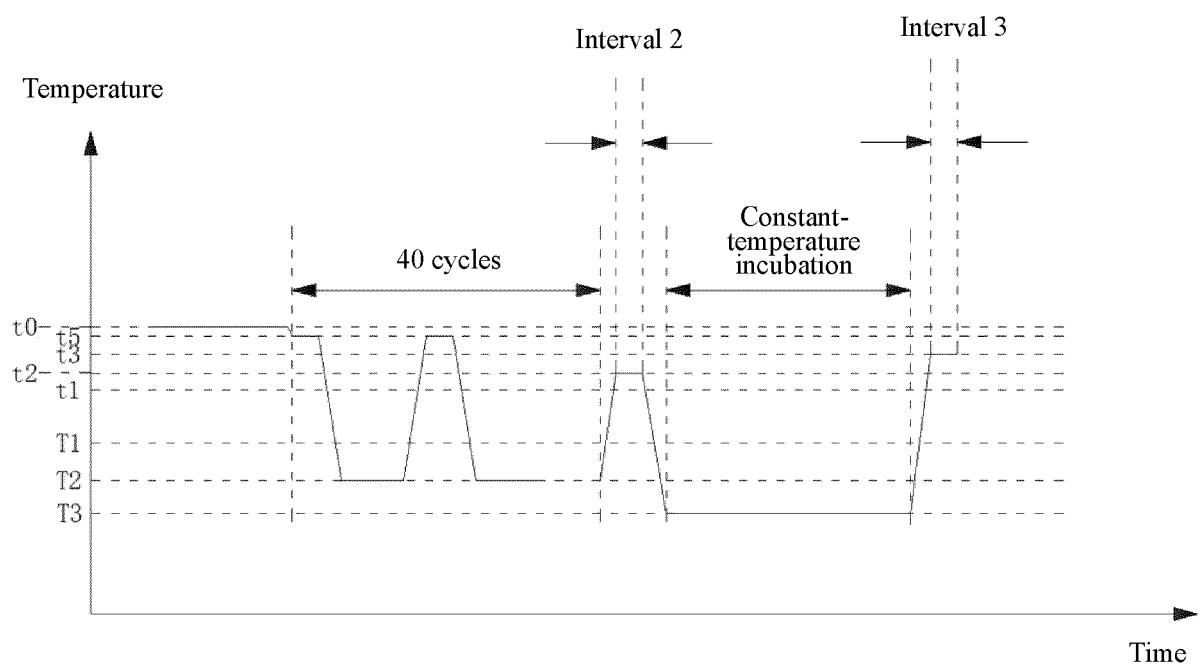 Interval 2
Interval 3
Temperature
Constant-
temperature
incubation
40 cycles
t0
t5
t3
t2
t1
T1
T2
T3
Time